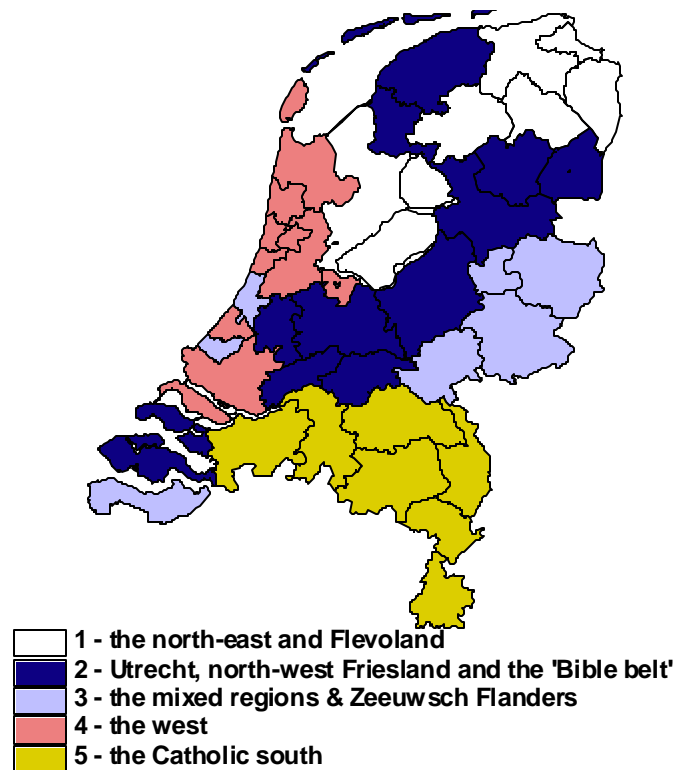 1 - the north-east and Flevoland
2 - Utrecht, north-west Friesland and the 'Bible belt'
3 - the mixed regions & Zeeuwsch Flanders
4 - the west
5 - the Catholic south